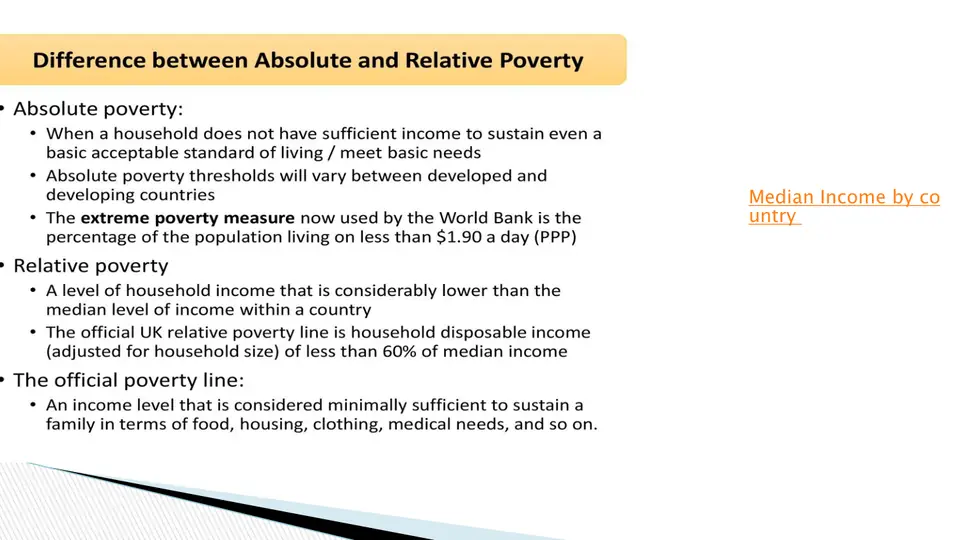 Difference between Absolute and Relative Poverty
• Absolute poverty:
• When a household does not have sufficient income to sustain even a
basic acceptable standard of living / meet basic needs
• Absolute poverty thresholds will vary between developed and
developing countries
• The extreme poverty measure now used by the World Bank is the
percentage of the population living on less than $1.90 a day (PPP)
• Relative poverty
• A level of household income that is considerably lower than the
median level of income within a country
• The official UK relative poverty line is household disposable income
(adjusted for household size) of less than 60% of median income
• The official poverty line:
• An income level that is considered minimally sufficient to sustain a
family in terms of food, housing, clothing, medical needs, and so on.
Median Income by co
untry